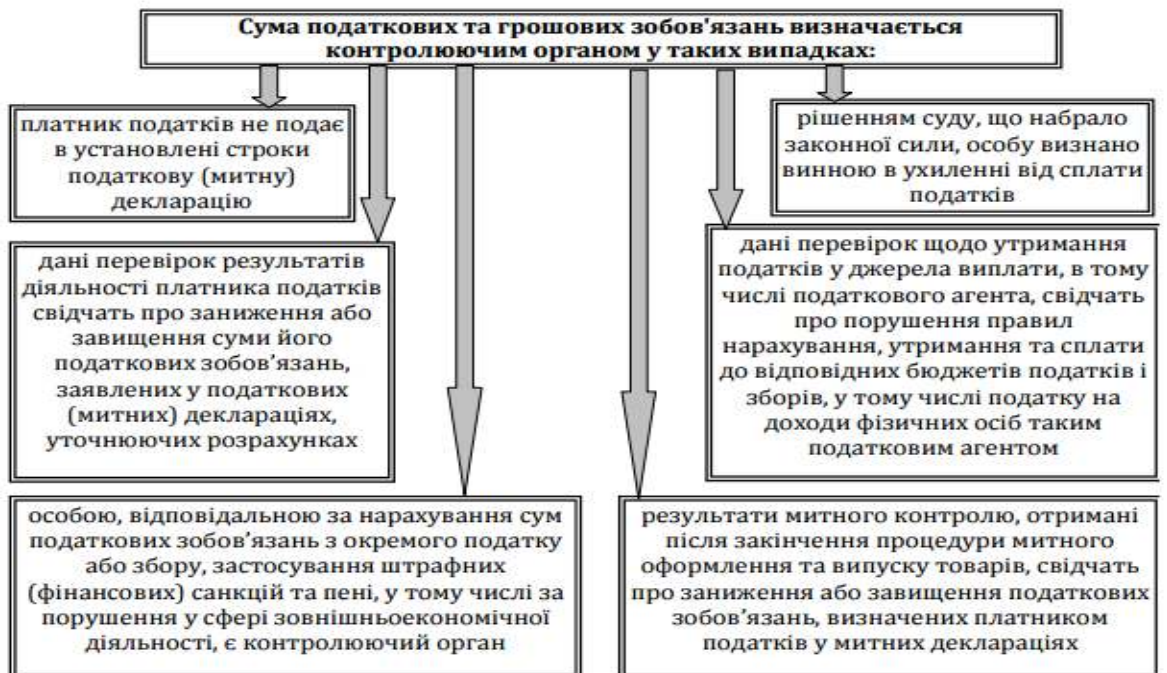 Сума податкових та грошових зобов'язань визначається
контролюючим органом у таких випадках:
платник податків не подає
в установлені строки
податкову (митну)
декларацію
рішенням суду, що набрало
законної сили, особу визнано
винною в ухиленні від сплати
податків
дані перевірок результатів
діяльності платника податків
свідчать про заниження або
завищення суми його
податкових зобов’язань,
заявлених у податкових
(митних) деклараціях,
уточнюючих розрахунках
дані перевірок щодо утримання
податків у джерела виплати, в тому
числі податкового агента, свідчать
про порушення правил
нарахування, утримання та сплати
до відповідних бюджетів податків і
зборів, у тому числі податку на
доходи фізичних осіб таким
податковим агентом
особою, відповідальною за нарахування сум
податкових зобов’язань з окремого податку
або збору, застосування штрафних
(фінансових) санкцій та пені, у тому числі за
порушення у сфері зовнішньоекономічної
діяльності, є контролюючий орган
результати митного контролю, отримані
після закінчення процедури митного
оформлення та випуску товарів, свідчать
про заниження або завищення податкових
зобов’язань, визначених платником
податків у митних деклараціях